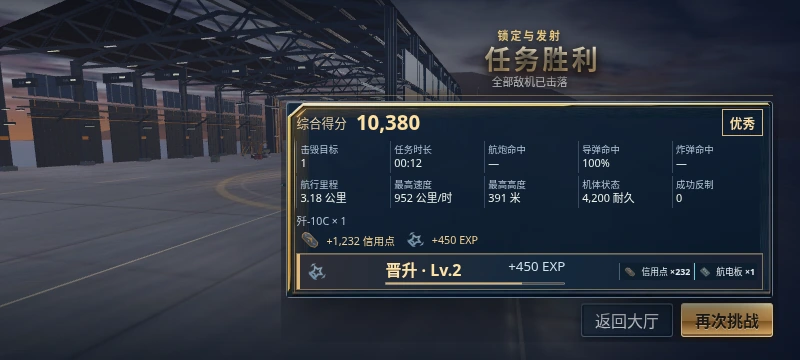 锁定与发射
任务胜利
全部敌机已击落
综合得分 10,380 优秀
击毁目标 任务时长 航炮命中 导弹命中 炸弹命中
1 00:12 — 100% —
航行里程 最高速度 最高高度 机体状态 成功反制
3.18 公里 952 公里/时 391 米 4,200 耐久 0
歼-10C × 1
+1,232 信用点 +450 EXP
晋升 · Lv.2 +450 EXP 信用点 ×232 航电板 ×1
返回大厅 再次挑战